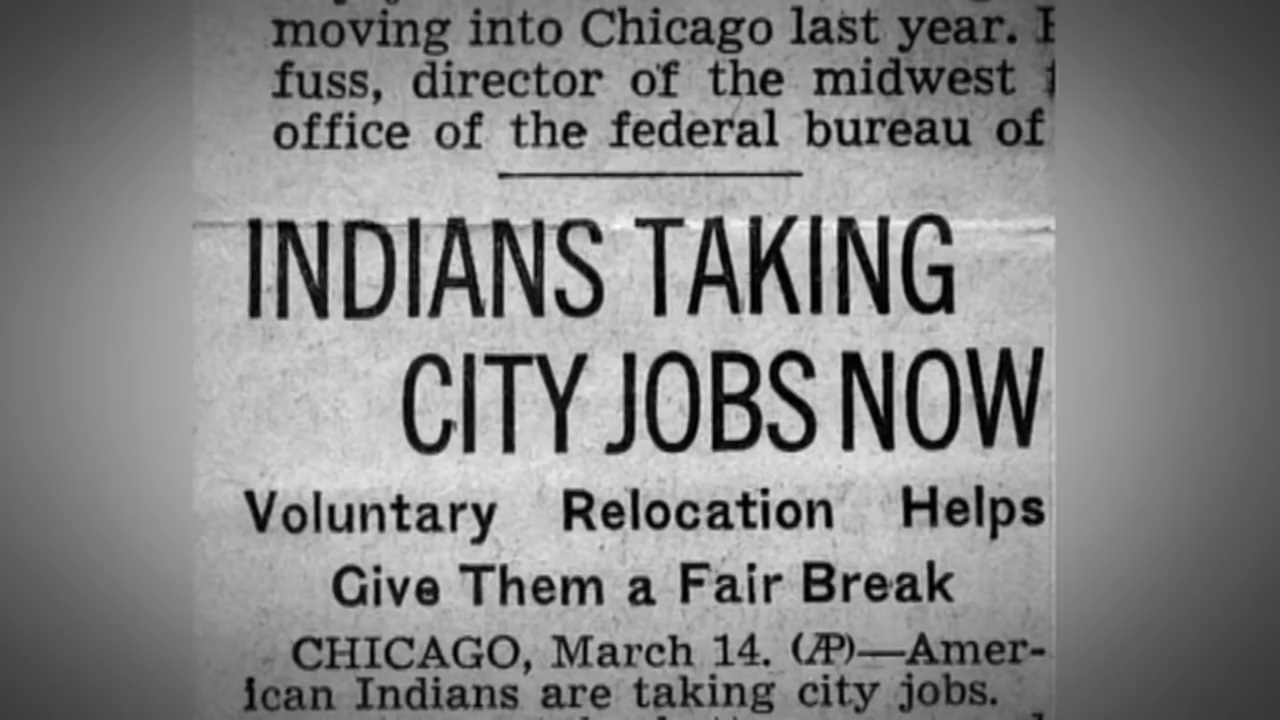 moving into Chicago last year.
fuss, director of the midwest
office of the federal bureau of
INDIANS TAKING
CITY JOBS NOW
Voluntary Relocation Helps
Give Them a Fair Break
CHICAGO, March 14. (AP)—Amer-
ican Indians are taking city jobs.